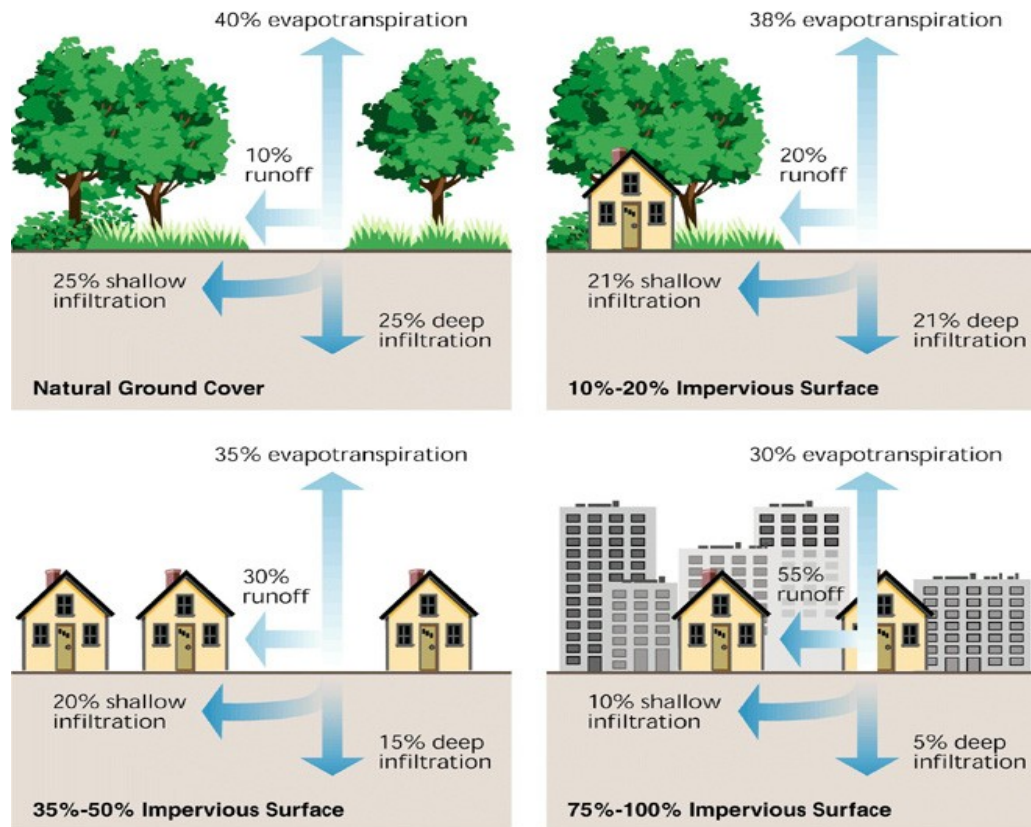 40% evapotranspiration
10%
runoff
25% shallow
infiltration
25% deep
infiltration
Natural Ground Cover
38% evapotranspiration
20%
runoff
21% shallow
infiltration
21% deep
infiltration
10%-20% Impervious Surface
35% evapotranspiration
30%
runoff
20% shallow
infiltration
15% deep
infiltration
35%-50% Impervious Surface
30% evapotranspiration
55%
runoff
10% shallow
infiltration
5% deep
infiltration
75%-100% Impervious Surface